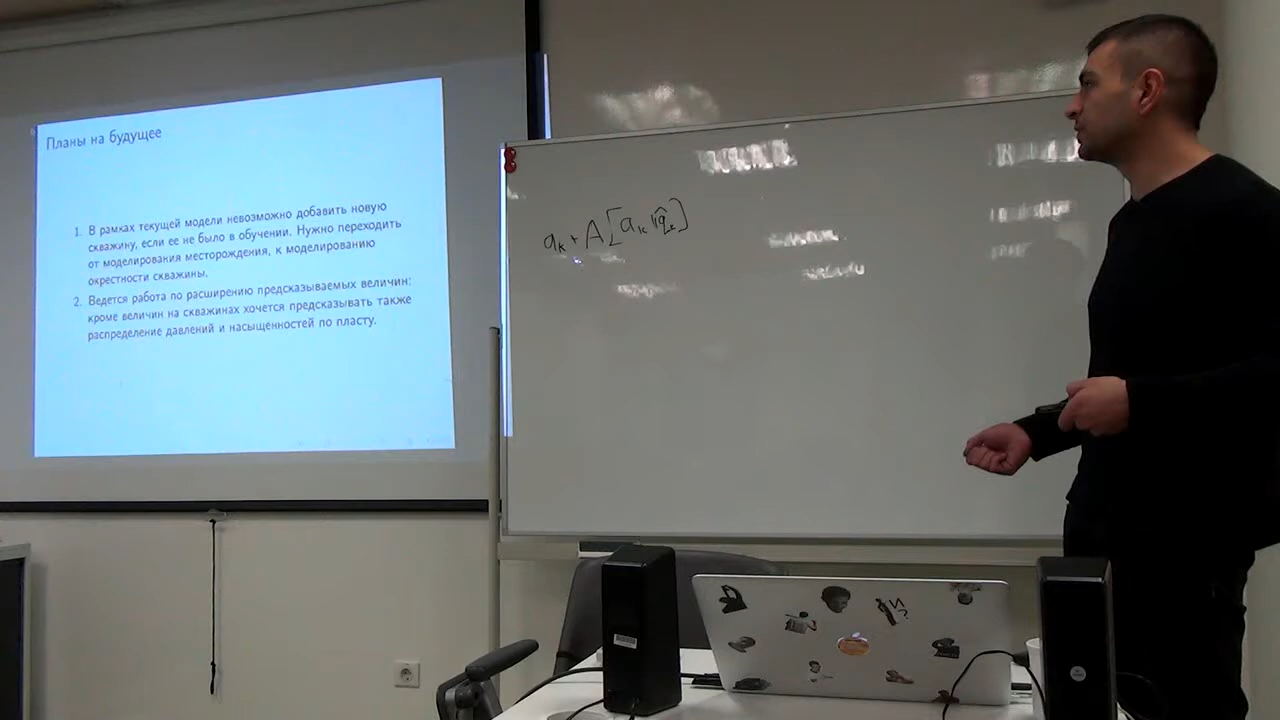 Планы на будущее
1. В рамках текущей модели невозможно добавить новую
скважину, если ее не было в обучении. Нужно переходить
от моделирования месторождения, к моделированию
окрестности скважины.
2. Ведется работа по расширению предсказываемых величин:
кроме величин на скважинах хочется предсказывать также
распределение давлений и насыщенностей по пласту.